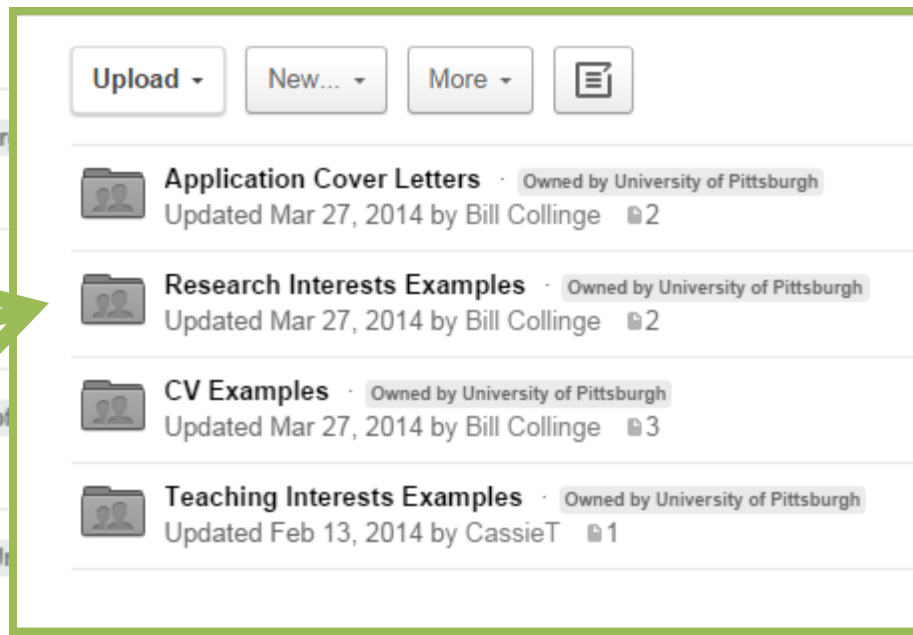 Upload
New...
More
Application Cover Letters · Owned by University of Pittsburgh
Updated Mar 27, 2014 by Bill Collinge 2
Research Interests Examples · Owned by University of Pittsburgh
Updated Mar 27, 2014 by Bill Collinge 2
CV Examples · Owned by University of Pittsburgh
Updated Mar 27, 2014 by Bill Collinge 3
Teaching Interests Examples · Owned by University of Pittsburgh
Updated Feb 13, 2014 by CassieT 1